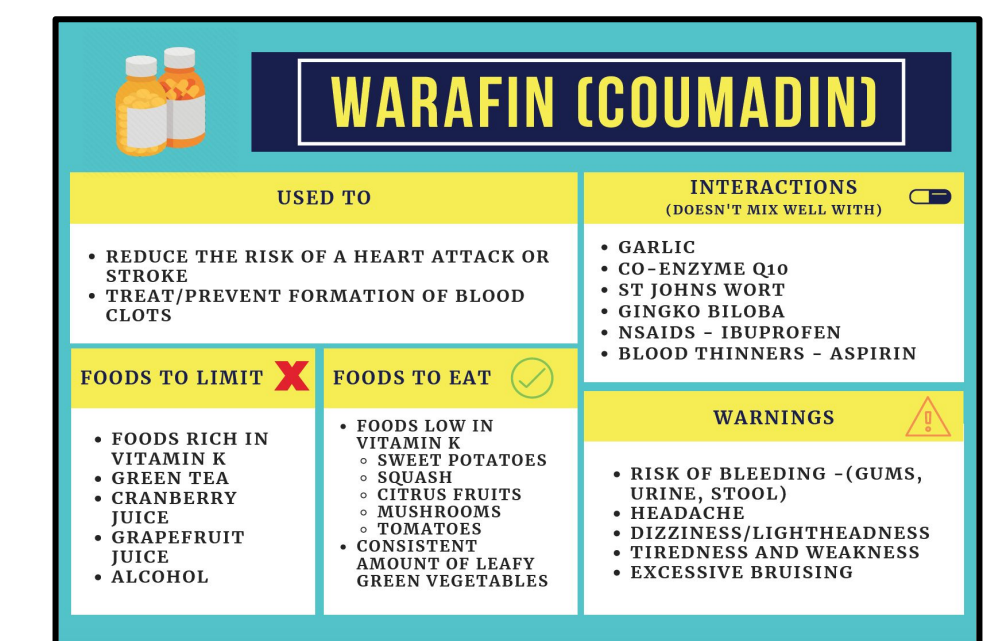 WARAFIN (COUMADIN)
USED TO
• REDUCE THE RISK OF A HEART ATTACK OR
STROKE
• TREAT/PREVENT FORMATION OF BLOOD
CLOTS
INTERACTIONS
(DOESN'T MIX WELL WITH)
• GARLIC
• CO-ENZYME Q10
• ST JOHNS WORT
• GINGKO BILOBA
• NSAIDS - IBUPROFEN
• BLOOD THINNERS - ASPIRIN
FOODS TO LIMIT
• FOODS RICH IN
VITAMIN K
• GREEN TEA
• CRANBERRY
JUICE
• GRAPEFRUIT
JUICE
• ALCOHOL
FOODS TO EAT
• FOODS LOW IN
VITAMIN K
◦ SWEET POTATOES
◦ SQUASH
◦ CITRUS FRUITS
◦ MUSHROOMS
◦ TOMATOES
• CONSISTENT
AMOUNT OF LEAFY
GREEN VEGETABLES
WARNINGS
• RISK OF BLEEDING -(GUMS,
URINE, STOOL)
• HEADACHE
• DIZZINESS/LIGHTHEADNESS
• TIREDNESS AND WEAKNESS
• EXCESSIVE BRUISING